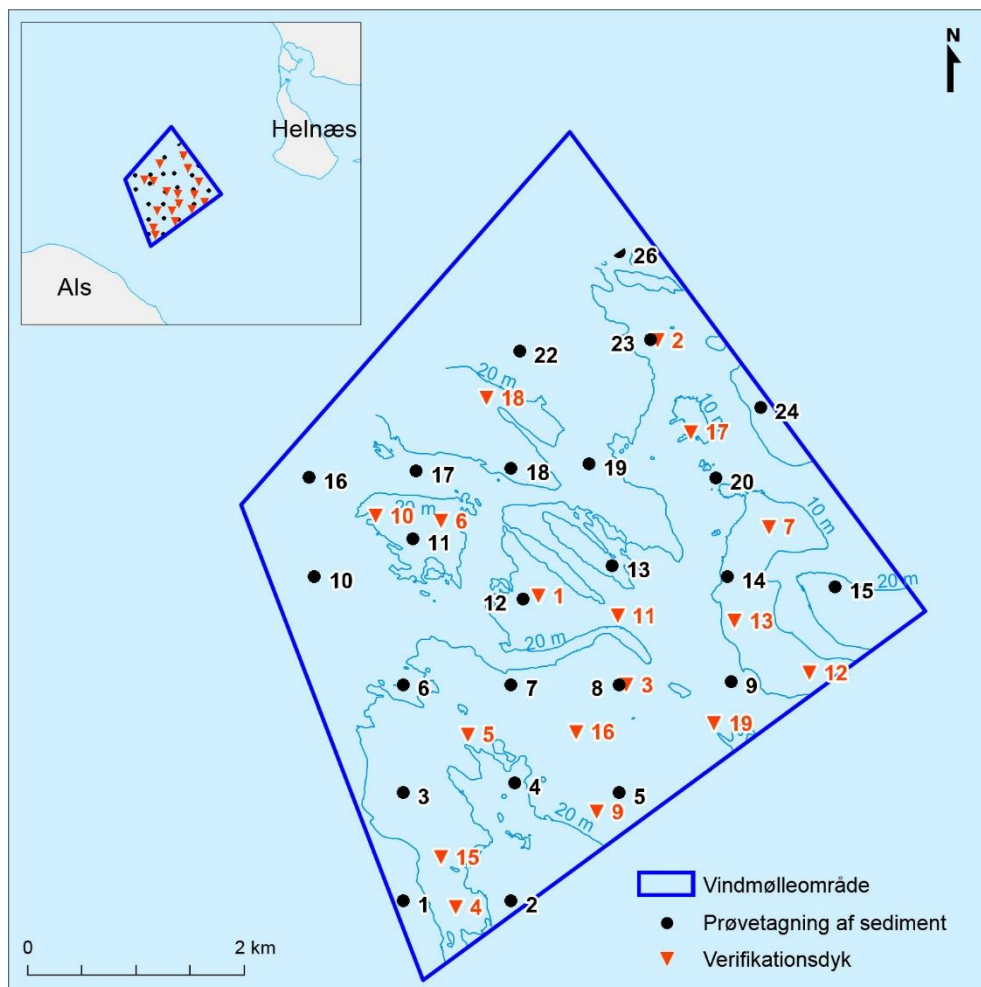 N
Helnæs
Als
26
23 2
22
20 m
18
24
10 m
17
16
17
18
19
20
20 m
10
6
11
10 m
7
10
13
14
15
20 m
12
1
11
13
20 m
12
6
7
8
3
9
5
16
19
3
4
5
9
20 m
15
1
4
2
Vindmølleområde
Prøvetagning af sediment
Verifikationsdyk
0 2 km